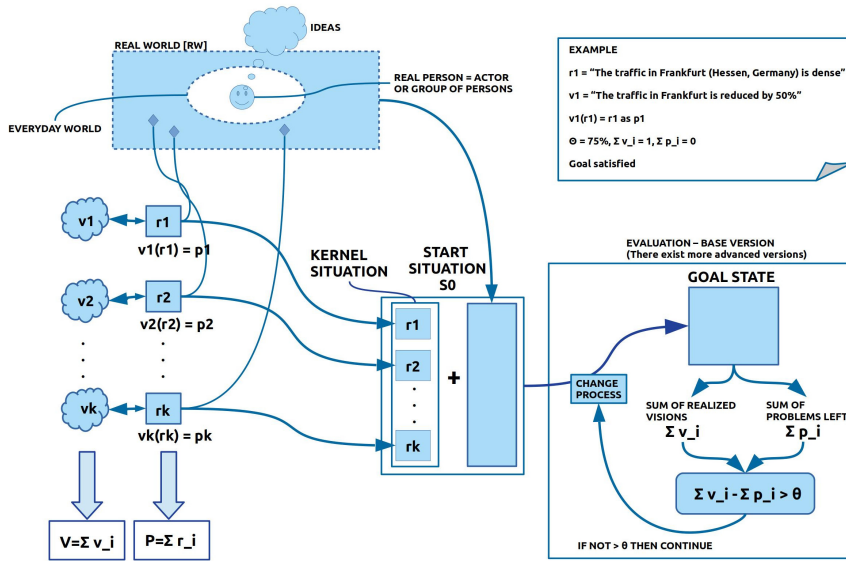 IDEAS
REAL WORLD [RW]
REAL PERSON = ACTOR
OR GROUP OF PERSONS
EVERYDAY WORLD
EXAMPLE
r1 = “The traffic in Frankfurt (Hessen, Germany) is dense”
v1 = “The traffic in Frankfurt is reduced by 50%”
v1(r1) = r1 as p1
Θ = 75%, Σ v_i = 1, Σ p_i = 0
Goal satisfied
v1
r1
v1(r1) = p1
v2
r2
v2(r2) = p2
vk
rk
vk(rk) = pk
V=Σ v_i
P=Σ r_i
KERNEL
SITUATION
START
SITUATION
S0
r1
r2
rk
+
EVALUATION – BASE VERSION
(There exist more advanced versions)
GOAL STATE
CHANGE
PROCESS
SUM OF REALIZED
VISIONS
Σ v_i
SUM OF
PROBLEMS LEFT
Σ p_i
Σ v_i - Σ p_i > θ
IF NOT > θ THEN CONTINUE